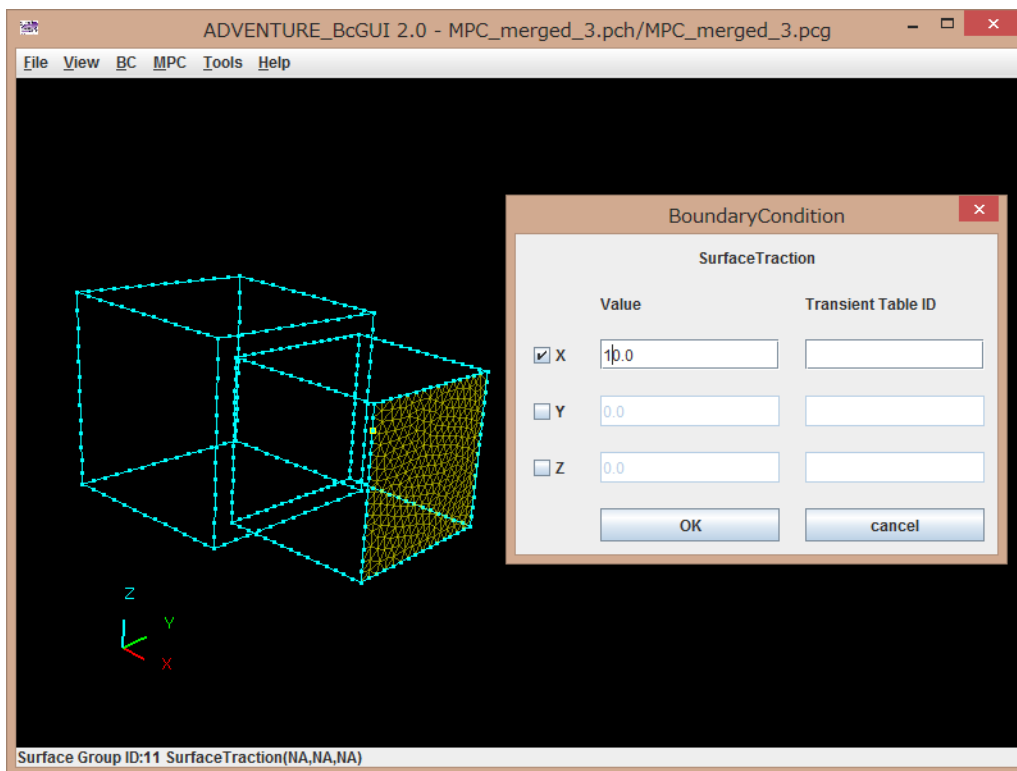 ADVENTURE_BcGUI 2.0 - MPC_merged_3.pch/MPC_merged_3.pcg
File View BC MPC Tools Help
BoundaryCondition
SurfaceTraction
Value Transient Table ID
X 10.0
Y 0.0
Z 0.0
OK cancel
Z
Y
X
Surface Group ID:11 SurfaceTraction(NA,NA,NA)